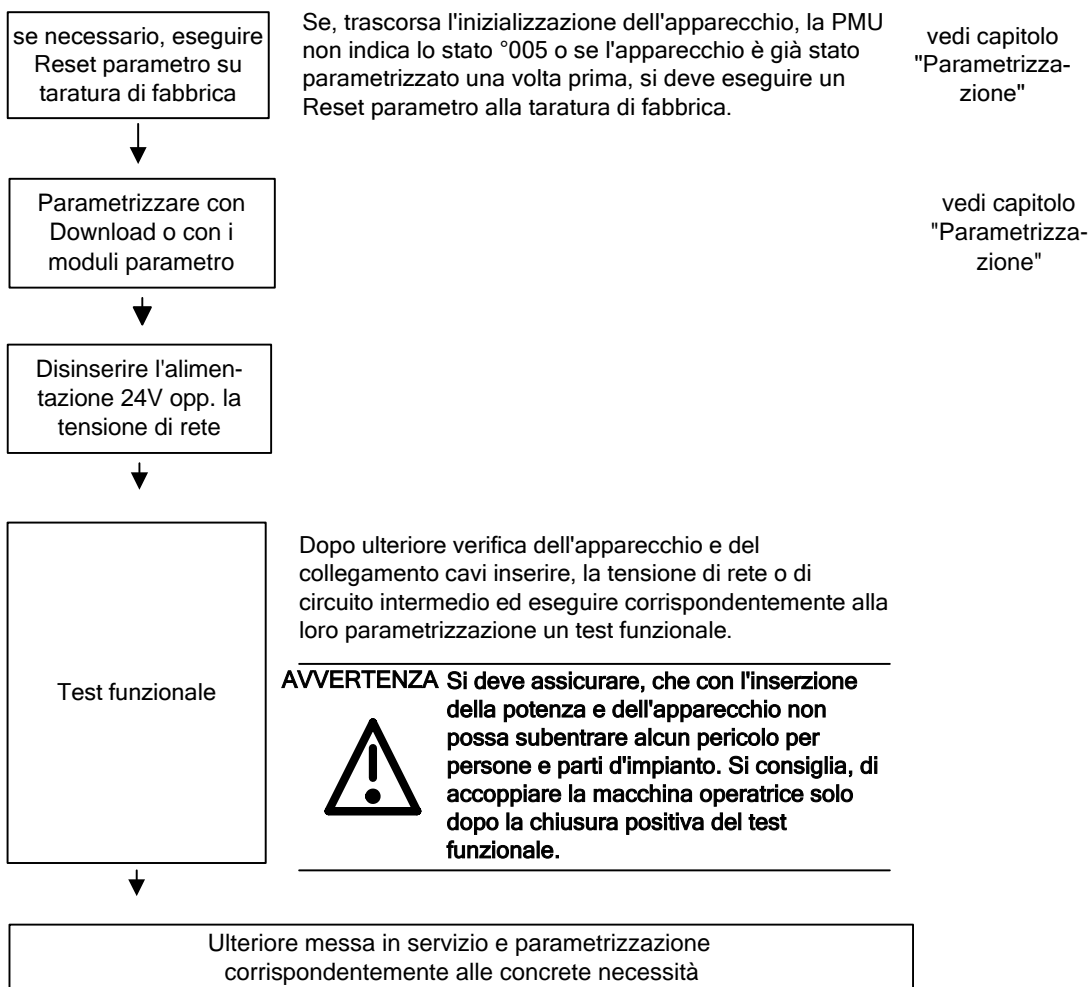 se necessario, eseguire
Reset parametro su
taratura di fabbrica
Se, trascorsa l'inizializzazione dell'apparecchio, la PMU
non indica lo stato °005 o se l'apparecchio è già stato
parametrizzato una volta prima, si deve eseguire un
Reset parametro alla taratura di fabbrica.
vedi capitolo
"Parametrizza-
zione"
Parametrizzare con
Download o con i
moduli parametro
vedi capitolo
"Parametrizza-
zione"
Disinserire l'alimen-
tazione 24V opp. la
tensione di rete
Test funzionale
Dopo ulteriore verifica dell'apparecchio e del
collegamento cavi inserire, la tensione di rete o di
circuito intermedio ed eseguire corrispondentemente alla
loro parametrizzazione un test funzionale.
AVVERTENZA
Si deve assicurare, che con l'inserzione
della potenza e dell'apparecchio non
possa subentrare alcun pericolo per
persone e parti d'impianto. Si consiglia, di
accoppiare la macchina operatrice solo
dopo la chiusura positiva del test
funzionale.
Ulteriore messa in servizio e parametrizzazione
corrispondentemente alle concrete necessità